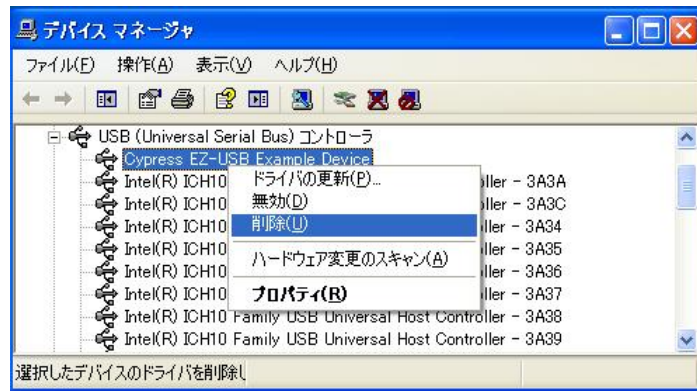 デバイス マネージャ
ファイル(F) 操作(A) 表示(V) ヘルプ(H)
USB (Universal Serial Bus) コントローラ
Cypress EZ-USB Example Device
ドライバの更新(P)...
無効(D)
削除(U)
ハードウェア変更のスキャン(A)
プロパティ(R)
Intel(R) ICH10 ller - 3A3A
Intel(R) ICH10 ller - 3A3C
Intel(R) ICH10 ller - 3A34
Intel(R) ICH10 ller - 3A35
Intel(R) ICH10 ller - 3A36
Intel(R) ICH10 ller - 3A37
Intel(R) ICH10 Family USB Universal Host Controller - 3A38
Intel(R) ICH10 Family USB Universal Host Controller - 3A39
選択したデバイスのドライバを削除し